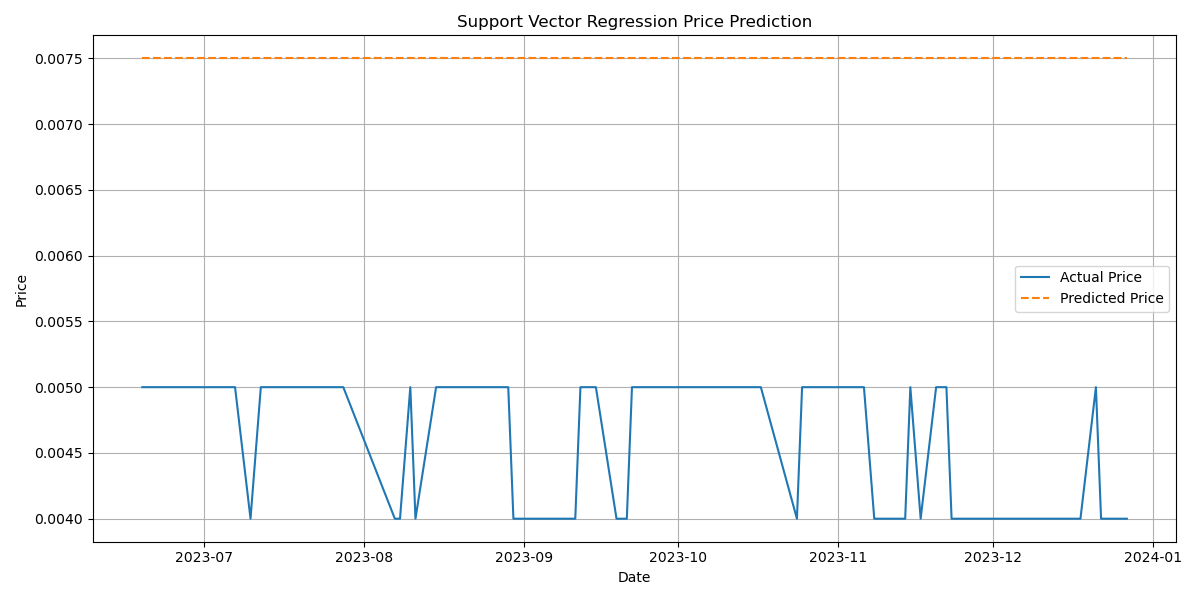 Support Vector Regression Price Prediction
Price
0.0075
0.0070
0.0065
0.0060
0.0055
0.0050
0.0045
0.0040
Actual Price
Predicted Price
2023-07 2023-08 2023-09 2023-10 2023-11 2023-12 2024-01
Date